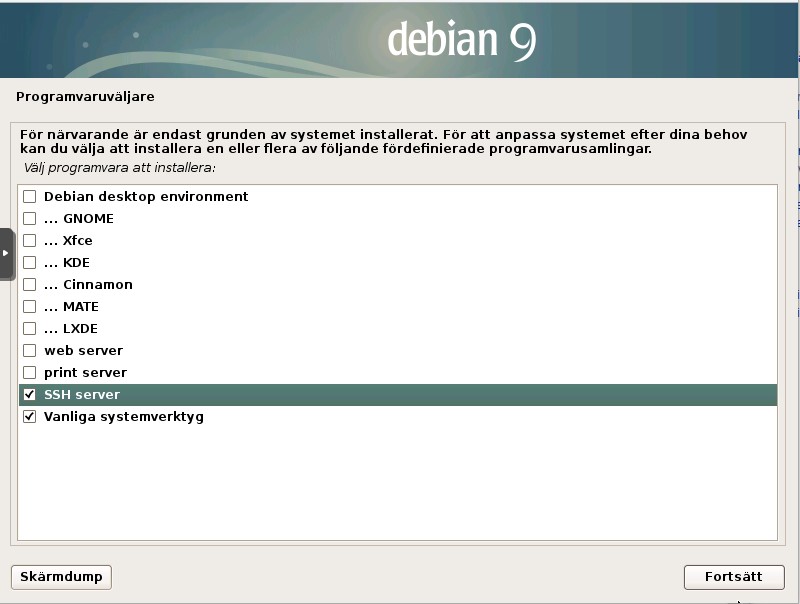 debian 9
Programvaruväljare
För närvarande är endast grunden av systemet installerat. För att anpassa systemet efter dina behov
kan du välja att installera en eller flera av följande fördefinierade programvarusamlingar.
Välj programvara att installera:
Debian desktop environment
... GNOME
... Xfce
... KDE
... Cinnamon
... MATE
... LXDE
web server
print server
SSH server
Vanliga systemverktyg
Skärmdump
Fortsätt